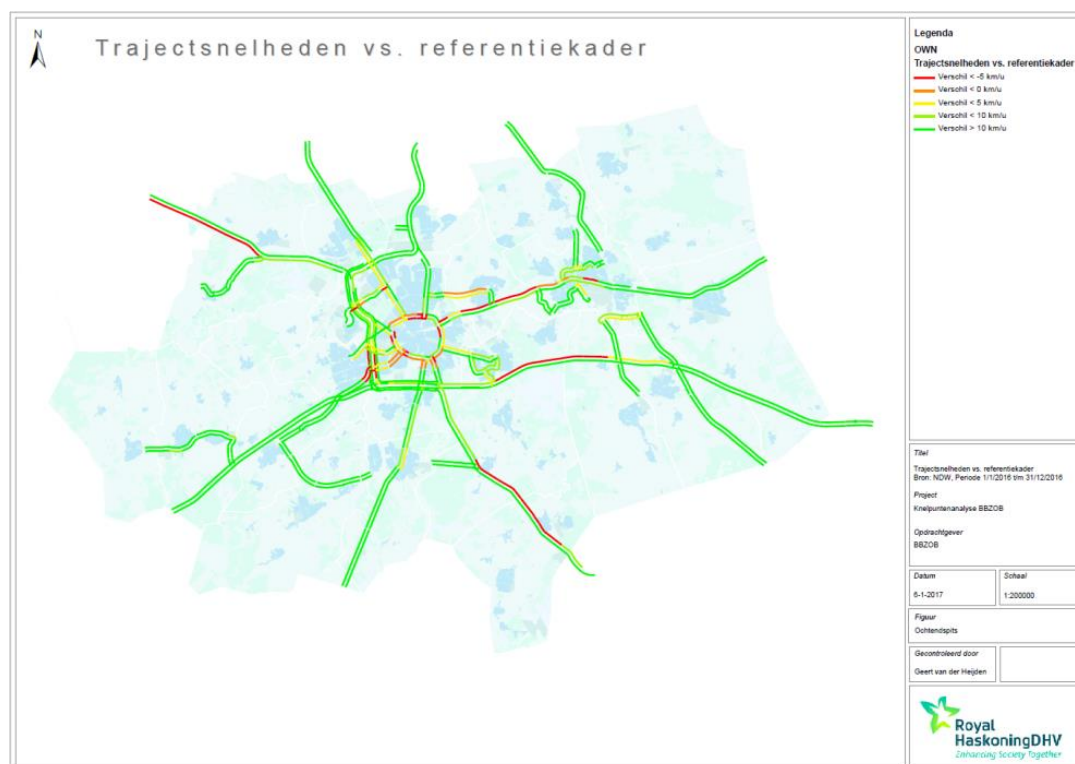 N
Trajectsnelheden vs. referentiekader
Legenda
OWN
Trajectsnelheden vs. referentiekader
Verschil < -5 km/u
Verschil < 0 km/u
Verschil < 5 km/u
Verschil < 10 km/u
Verschil > 10 km/u
Titel
Trajectsnelheden vs. referentiekader
Bron: NDW, Periode 1/1/2016 t/m 31/12/2016
Project
Knelpuntenanalyse BBZOB
Opdrachtgever
BBZOB
Datum
6-1-2017
Schaal
1:200000
Figuur
Ochtendspits
Gecontroleerd door
Geert van der Heijden
Royal
HaskoningDHV
Enhancing Society Together